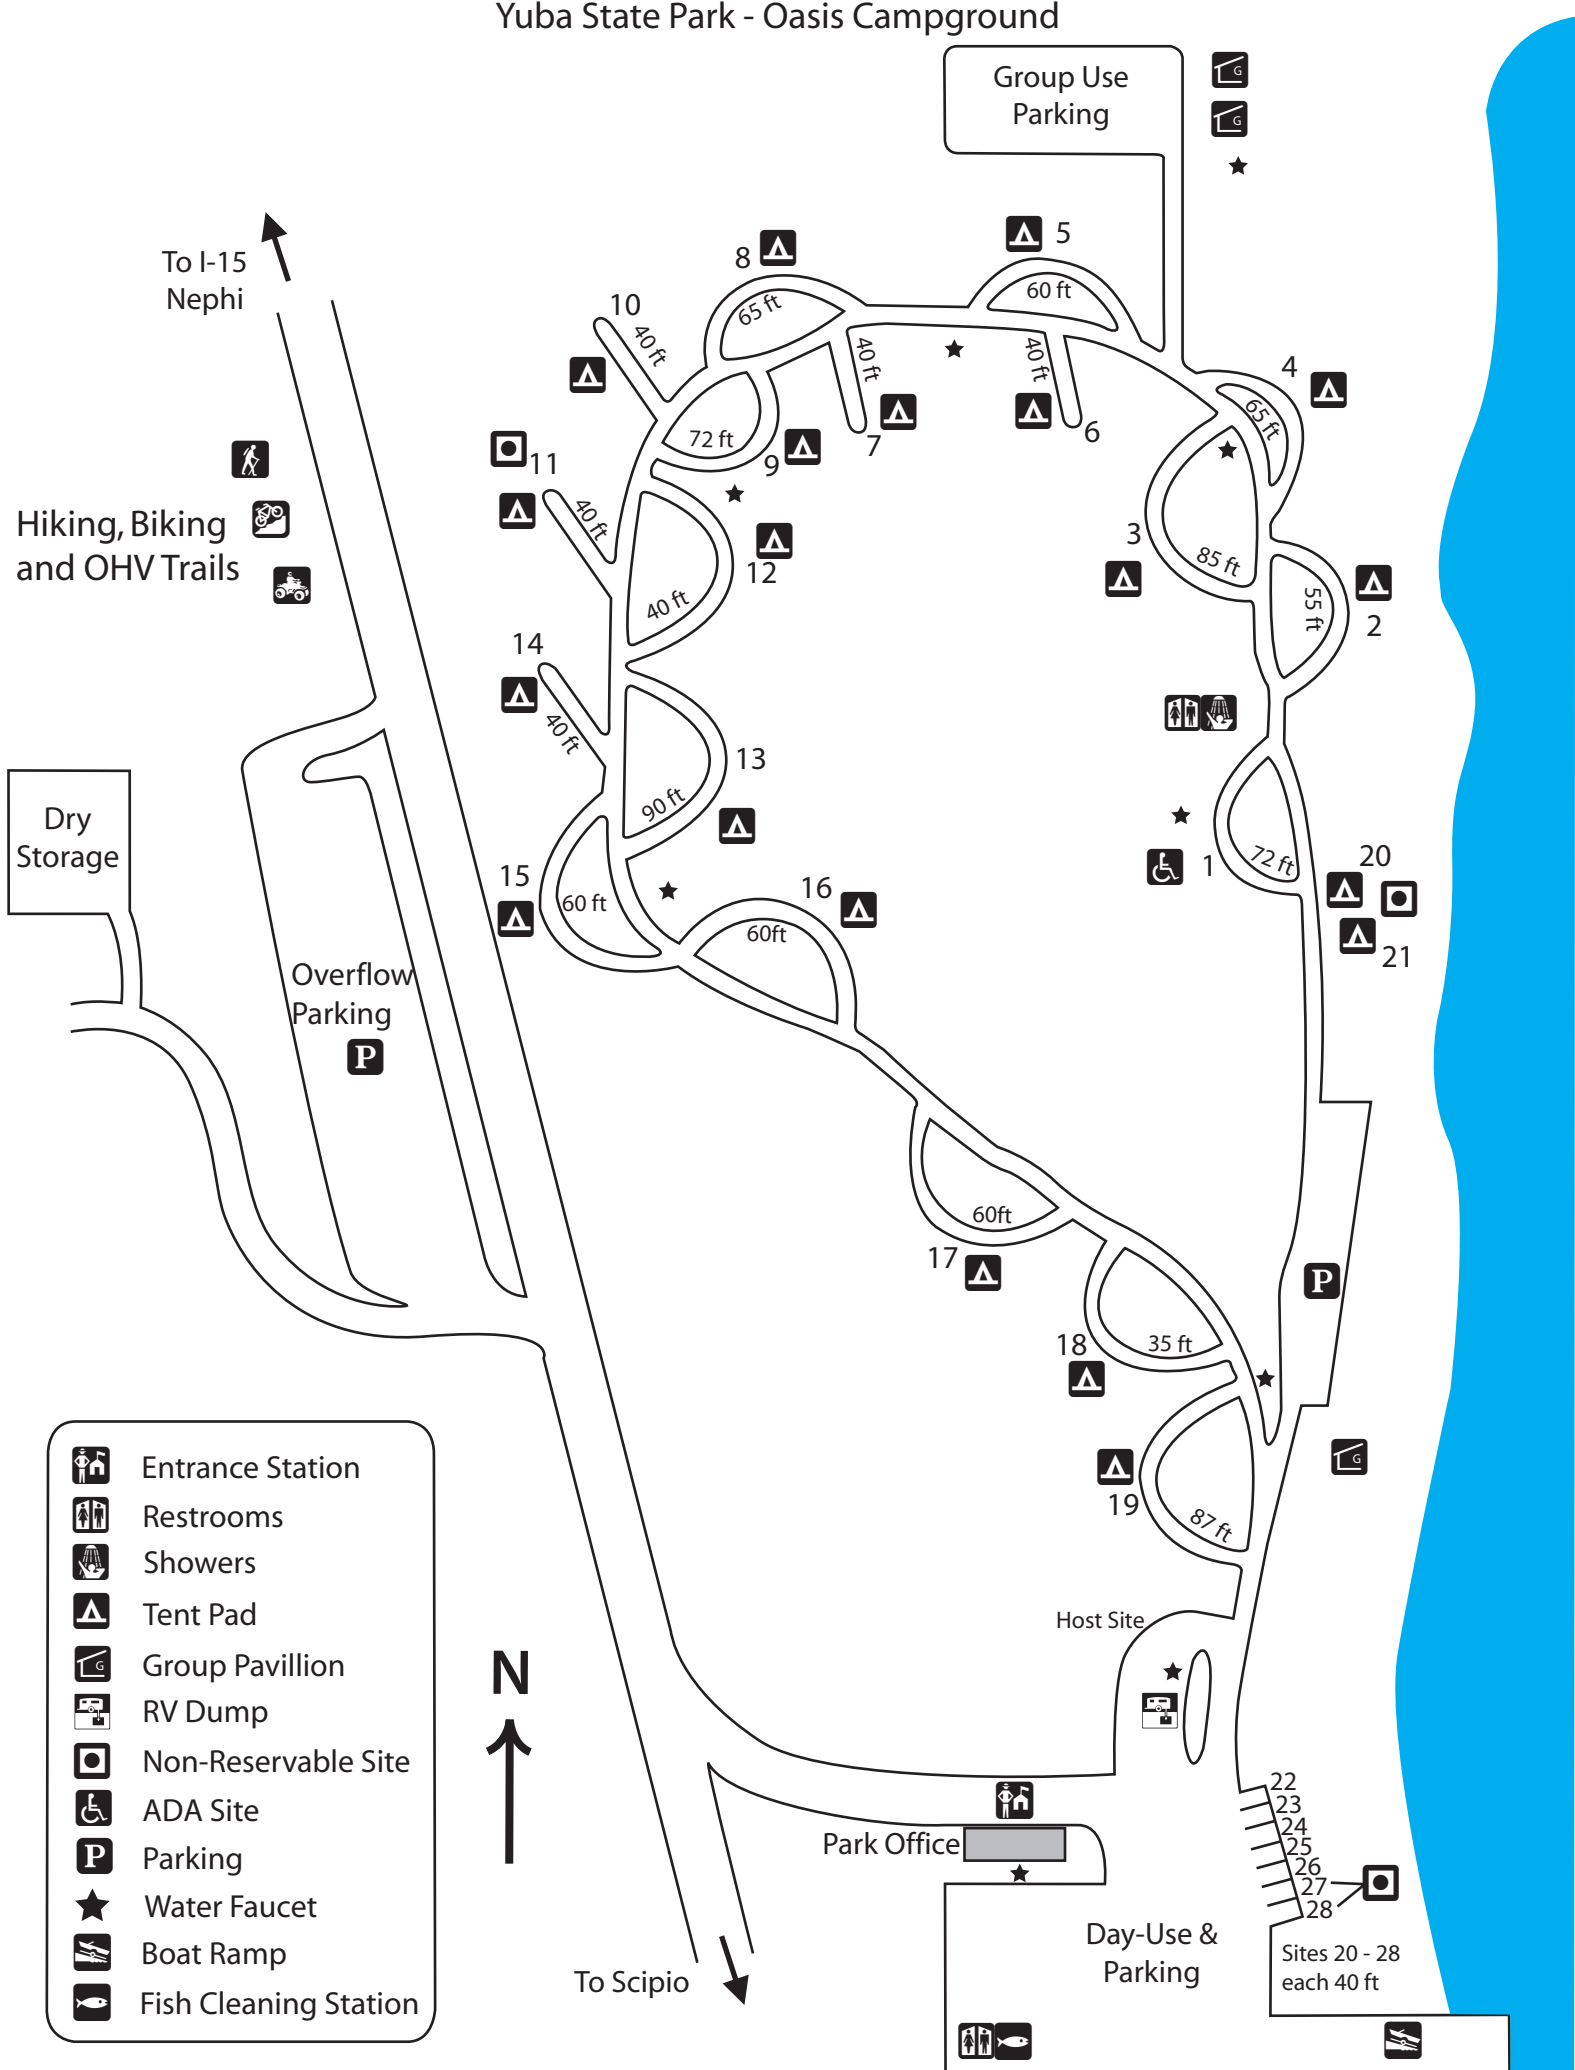 Yuba State Park - Oasis Campground
Group Use
Parking
G
G
To I-15
Nephi
5
60 ft
8
65 ft
10
40 ft
40 ft
7
40 ft
6
4
65 ft
72 ft
9
11
40 ft
12
40 ft
3
85 ft
55 ft
2
Hiking, Biking
and OHV Trails
14
40 ft
13
90 ft
Dry
Storage
15
60 ft
16
60ft
1
72 ft
20
21
Overflow
Parking
P
17
60ft
P
18
35 ft
G
19
87 ft
Entrance Station
Restrooms
Showers
Tent Pad
G
Group Pavillion
RV Dump
Non-Reservable Site
ADA Site
P
Parking
Water Faucet
Boat Ramp
Fish Cleaning Station
N
Host Site
Park Office
22
23
24
25
26
27
28
Day-Use &
Parking
Sites 20 - 28
each 40 ft
To Scipio